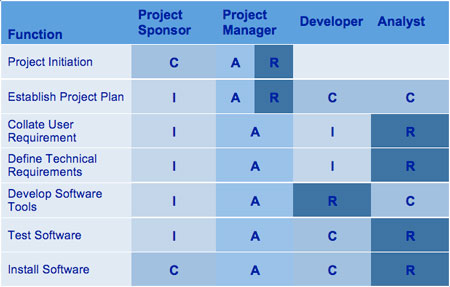 Function Project Sponsor Project Manager Developer Analyst
Project Initiation C A R
Establish Project Plan I A R C C
Collate User Requirement I A I R
Define Technical Requirements I A I R
Develop Software Tools I A R C
Test Software I A C R
Install Software C A C R